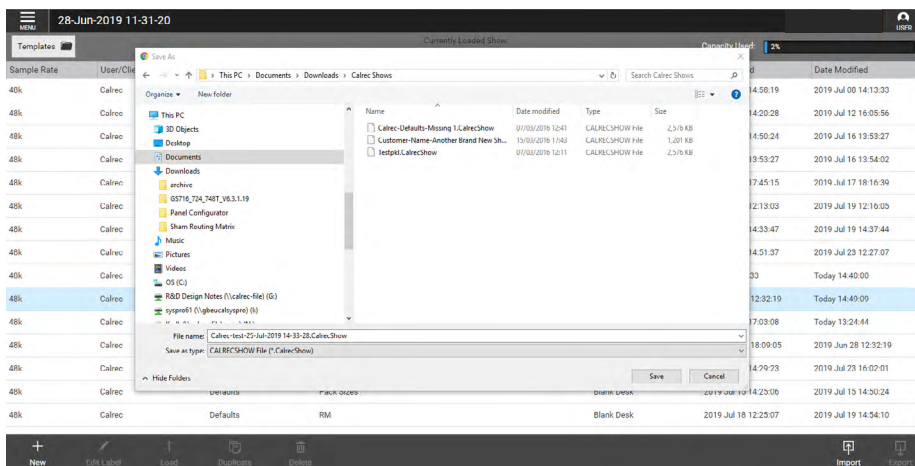 MENU 28-Jun-2019 11-31-20 USER
Templates Currently Loaded Show: Capacity Used: 2%
Sample Rate User/Clie d Date Modified
Save As
This PC > Documents > Downloads > Calrec Shows Search Calrec Shows
Organize New folder
Name Date modified Type Size
Calrec-Defaults-Missing 1.CalrecShow 07/03/2016 12:41 CALRECSHOW File 2,576 KB
Customer-Name-Another Brand New Sh... 15/03/2016 17:43 CALRECSHOW File 1,201 KB
Testpkl.CalrecShow 07/03/2016 12:11 CALRECSHOW File 2,576 KB
This PC
3D Objects
Desktop
Documents
Downloads
archive
GS716_724_748T_V6.3.1.19
Panel Configurator
Sham Routing Matrix
Music
Pictures
Videos
OS (C:)
R&D Design Notes (\\calrec-file) (G:)
syspro61 (\\gbeucalsyspro) (I:)
File name: Calrec-test-25-Jul-2019 14-33-28.CalrecShow
Save as type: CALRECSHOW File (*.CalrecShow)
Hide Folders Save Cancel
48k Calrec 14:58:19 2019 Jul 08 14:13:33
48k Calrec 14:20:28 2019 Jul 12 16:05:56
48k Calrec 14:50:24 2019 Jul 16 13:53:27
48k Calrec 13:53:27 2019 Jul 16 13:54:02
48k Calrec 17:45:15 2019 Jul 17 18:16:39
48k Calrec 12:13:03 2019 Jul 19 12:16:05
48k Calrec 14:33:47 2019 Jul 19 14:37:44
48k Calrec 14:51:37 2019 Jul 23 12:27:07
48k Calrec 33 Today 14:40:00
48k Calrec 12:32:19 Today 14:49:09
48k Calrec 17:03:08 Today 13:24:44
48k Calrec 18:09:05 2019 Jun 28 12:32:19
48k Calrec 14:29:23 2019 Jul 23 16:02:01
48k Calrec Defaults Pack Sizes Blank Desk 2019 Jul 15 14:25:06 2019 Jul 15 14:50:24
48k Calrec Defaults RM Blank Desk 2019 Jul 18 12:25:07 2019 Jul 19 14:54:10
New Edit Label Load Duplicate Delete Import Export